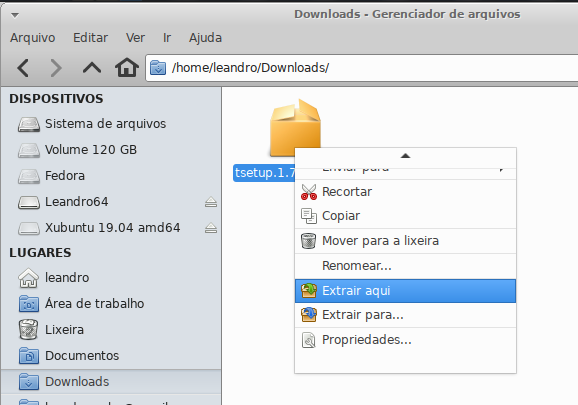 Downloads - Gerenciador de arquivos
Arquivo Editar Ver Ir Ajuda
/home/leandro/Downloads/
DISPOSITIVOS
Sistema de arquivos
Volume 120 GB
Fedora
Leandro64
Xubuntu 19.04 amd64
LUGARES
leandro
Área de trabalho
Lixeira
Documentos
Downloads
tsetup.1.7
Enviar para
Recortar
Copiar
Mover para a lixeira
Renomear...
Extrair aqui
Extrair para...
Propriedades...